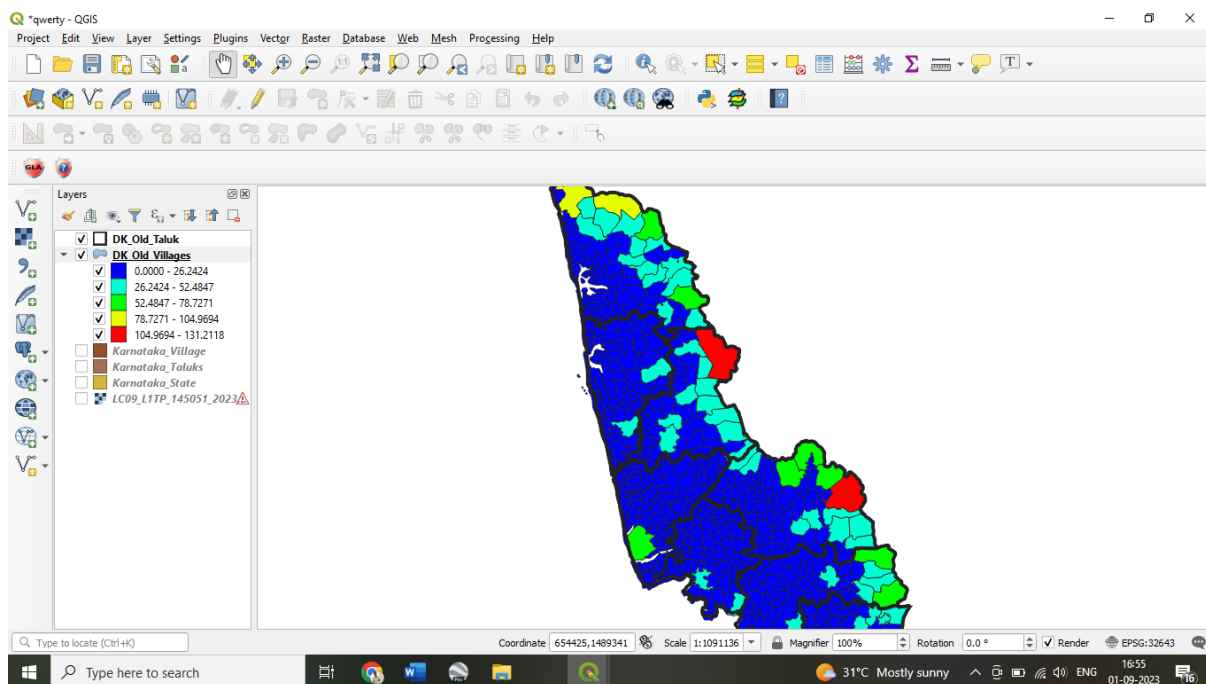 *qwerty - QGIS
Project Edit View Layer Settings Plugins Vector Raster Database Web Mesh Processing Help
GLA
Layers
DK_Old_Taluk
DK_Old_Villages
0.0000 - 26.2424
26.2424 - 52.4847
52.4847 - 78.7271
78.7271 - 104.9694
104.9694 - 131.2118
Karnataka_Village
Karnataka_Taluks
Karnataka_State
LC09_L1TP_145051_2023
Type to locate (Ctrl+K) Coordinate 654425,1489341 Scale 1:1091136 Magnifier 100% Rotation 0.0 ° Render EPSG:32643
Type here to search 31°C Mostly sunny ENG 16:55
01-09-2023 16